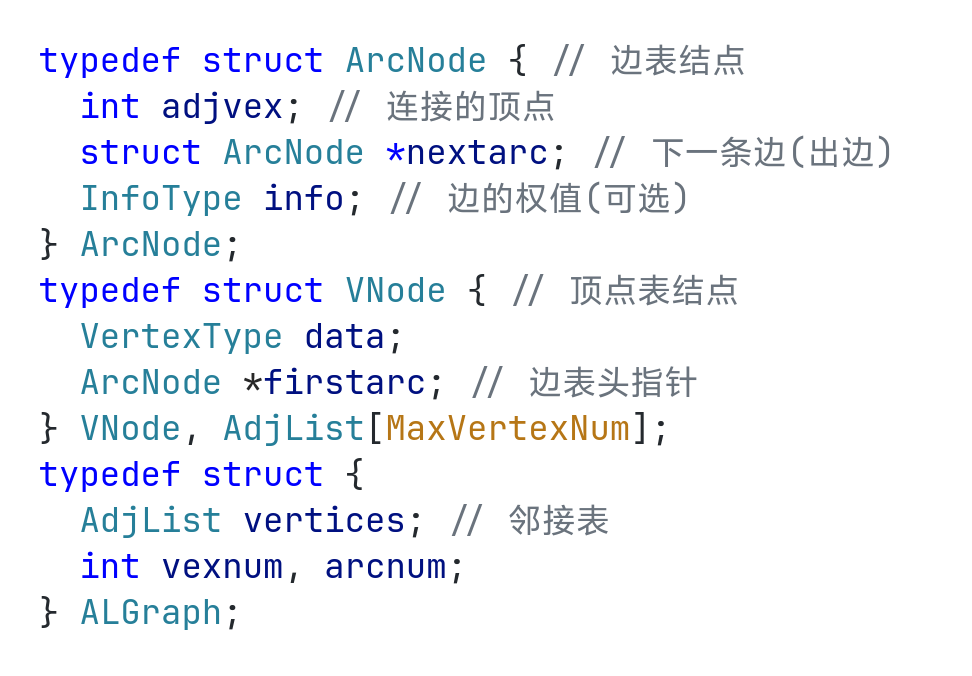 typedef struct ArcNode { // 边表结点
  int adjvex; // 连接的顶点
  struct ArcNode *nextarc; // 下一条边(出边)
  InfoType info; // 边的权值(可选)
} ArcNode;
typedef struct VNode { // 顶点表结点
  VertexType data;
  ArcNode *firstarc; // 边表头指针
} VNode, AdjList[MaxVertexNum];
typedef struct {
  AdjList vertices; // 邻接表
  int vexnum, arcnum;
} ALGraph;